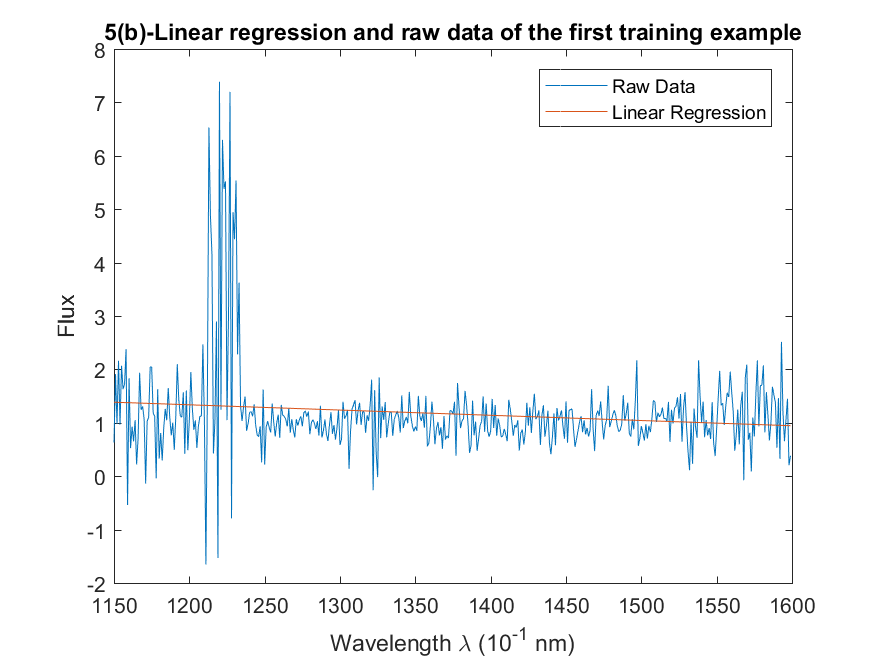 5(b)-Linear regression and raw data of the first training example
8
7
6
5
4
3
2
1
0
-1
-2
Flux
Raw Data
Linear Regression
1150 1200 1250 1300 1350 1400 1450 1500 1550 1600
Wavelength λ (10⁻¹ nm)